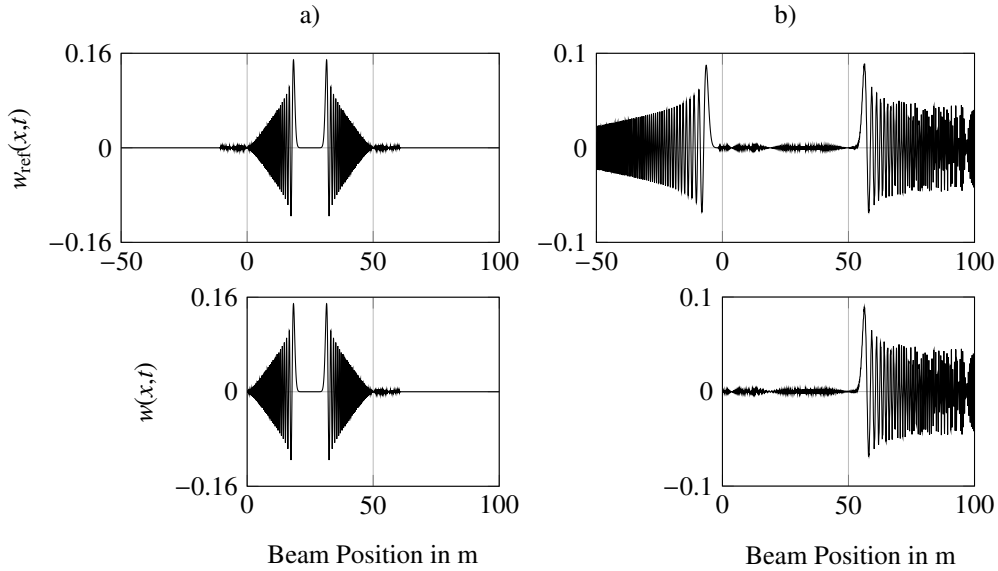 a) b)
0.16 0.1
w_ref(x,t)
0 0
−0.16 −0.1
−50 0 50 100 −50 0 50 100
0.16 0.1
w(x,t)
0 0
−0.16 −0.1
0 50 100 0 50 100
Beam Position in m Beam Position in m